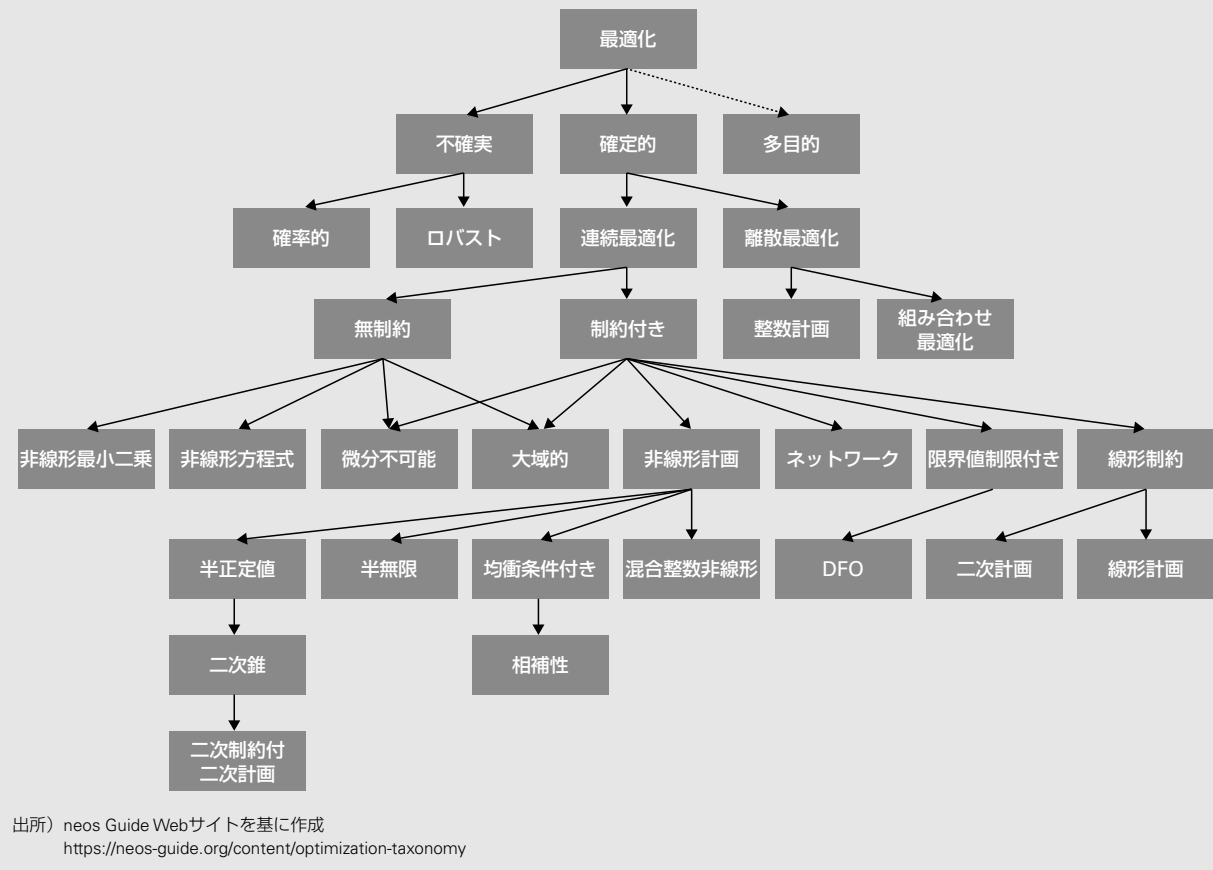 最適化
不確実
確定的
多目的
確率的
ロバスト
連続最適化
離散最適化
無制約
制約付き
整数計画
組み合わせ
最適化
非線形最小二乗
非線形方程式
微分不可能
大域的
非線形計画
ネットワーク
限界値制限付き
線形制約
半正定値
半無限
均衡条件付き
混合整数非線形
DFO
二次計画
線形計画
二次錐
相補性
二次制約付
二次計画
出所）neos Guide Webサイトを基に作成
https://neos-guide.org/content/optimization-taxonomy